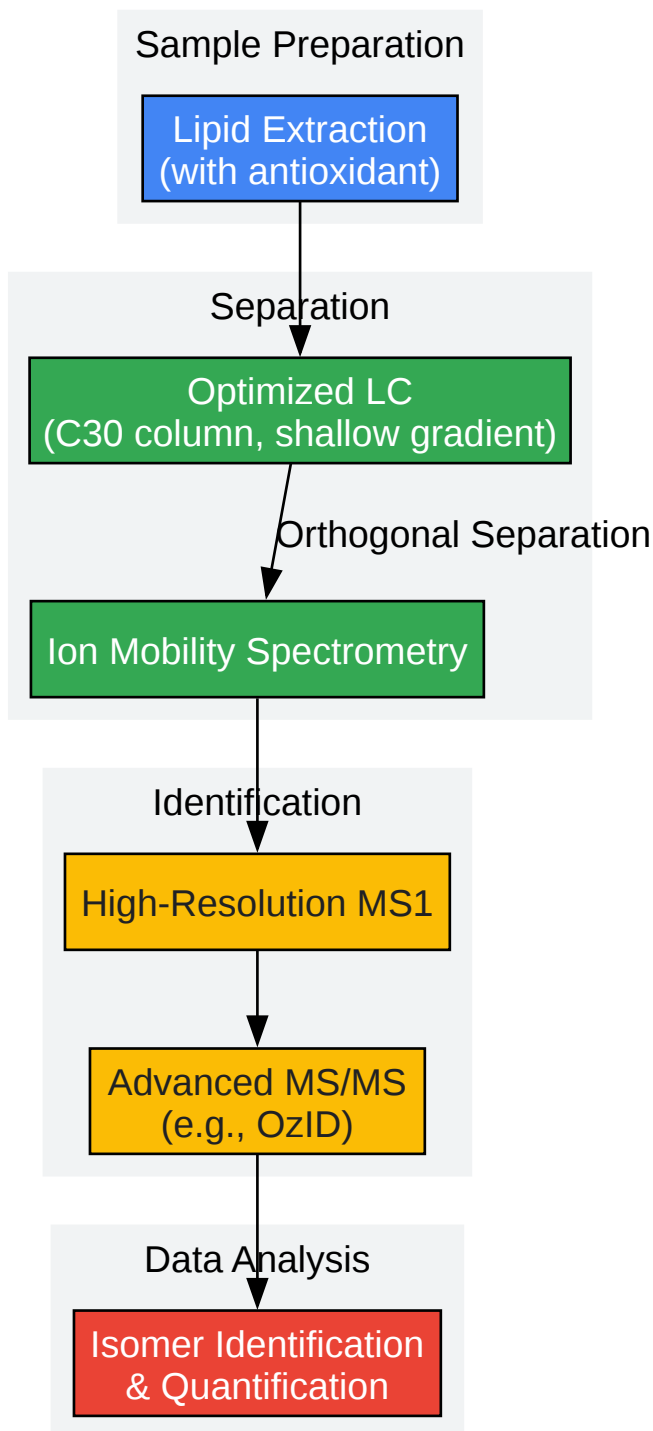 Sample Preparation
Lipid Extraction
(with antioxidant)
Separation
Optimized LC
(C30 column, shallow gradient)
Orthogonal Separation
Ion Mobility Spectrometry
Identification
High-Resolution MS1
Advanced MS/MS
(e.g., OzID)
Data Analysis
Isomer Identification
& Quantification